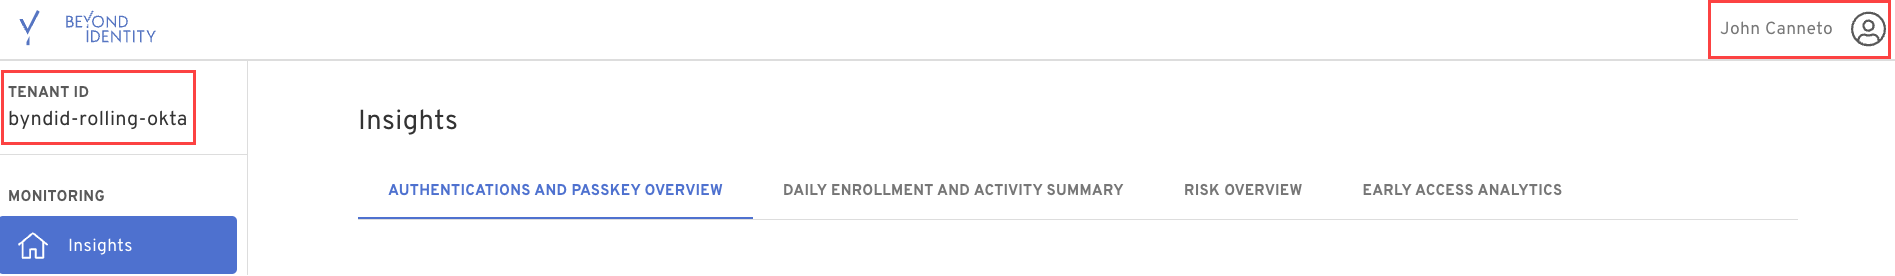 BEYOND
IDENTITY
John Canneto
TENANT ID
byndid-rolling-okta
Insights
AUTHENTICATIONS AND PASSKEY OVERVIEW
DAILY ENROLLMENT AND ACTIVITY SUMMARY
RISK OVERVIEW
EARLY ACCESS ANALYTICS
MONITORING
Insights